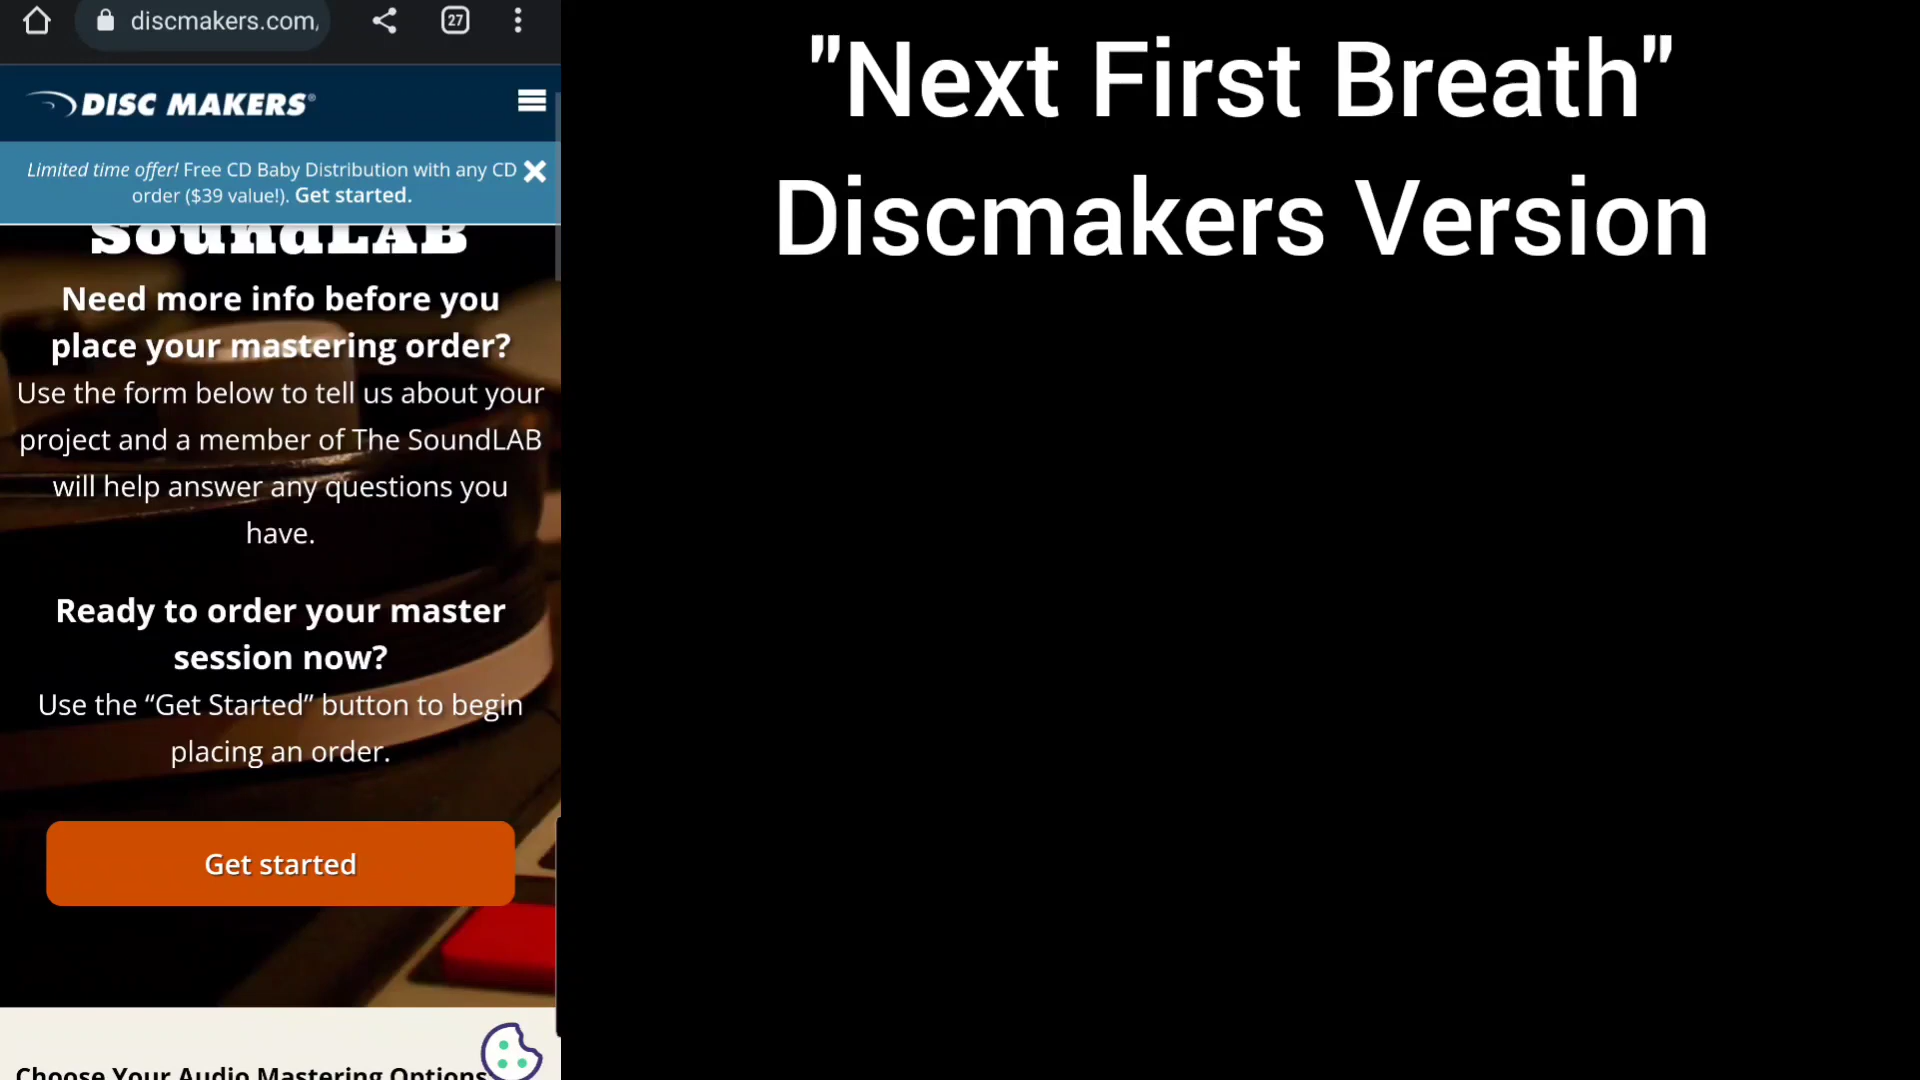 discmakers.com,
27
DISC MAKERS®
Limited time offer! Free CD Baby Distribution with any CD
order ($39 value!). Get started.
SoundLAB
Need more info before you
place your mastering order?
Use the form below to tell us about your
project and a member of The SoundLAB
will help answer any questions you
have.
Ready to order your master
session now?
Use the “Get Started” button to begin
placing an order.
Get started
Choose Your Audio Mastering Options
"Next First Breath"
Discmakers Version